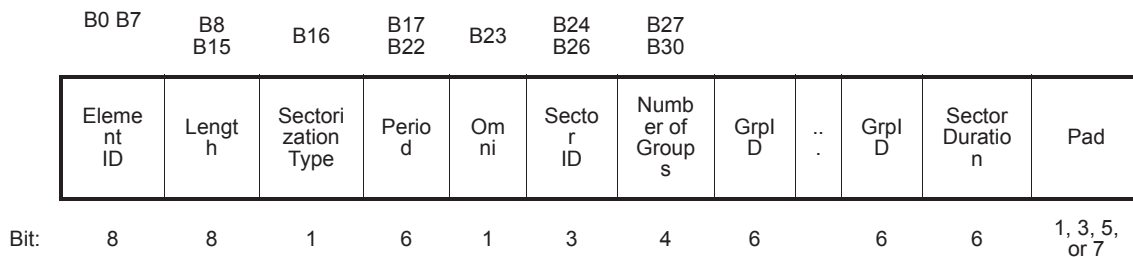 B0 B7
B8
B15
B16
B17
B22
B23
B24
B26
B27
B30
Eleme
nt
ID
Lengt
h
Sectori
zation
Type
Perio
d
Om
ni
Secto
r
ID
Numb
er of
Group
s
GrpI
D
..
.
GrpI
D
Sector
Duratio
n
Pad
Bit: 8 8 1 6 1 3 4 6 6 6 1, 3, 5,
or 7